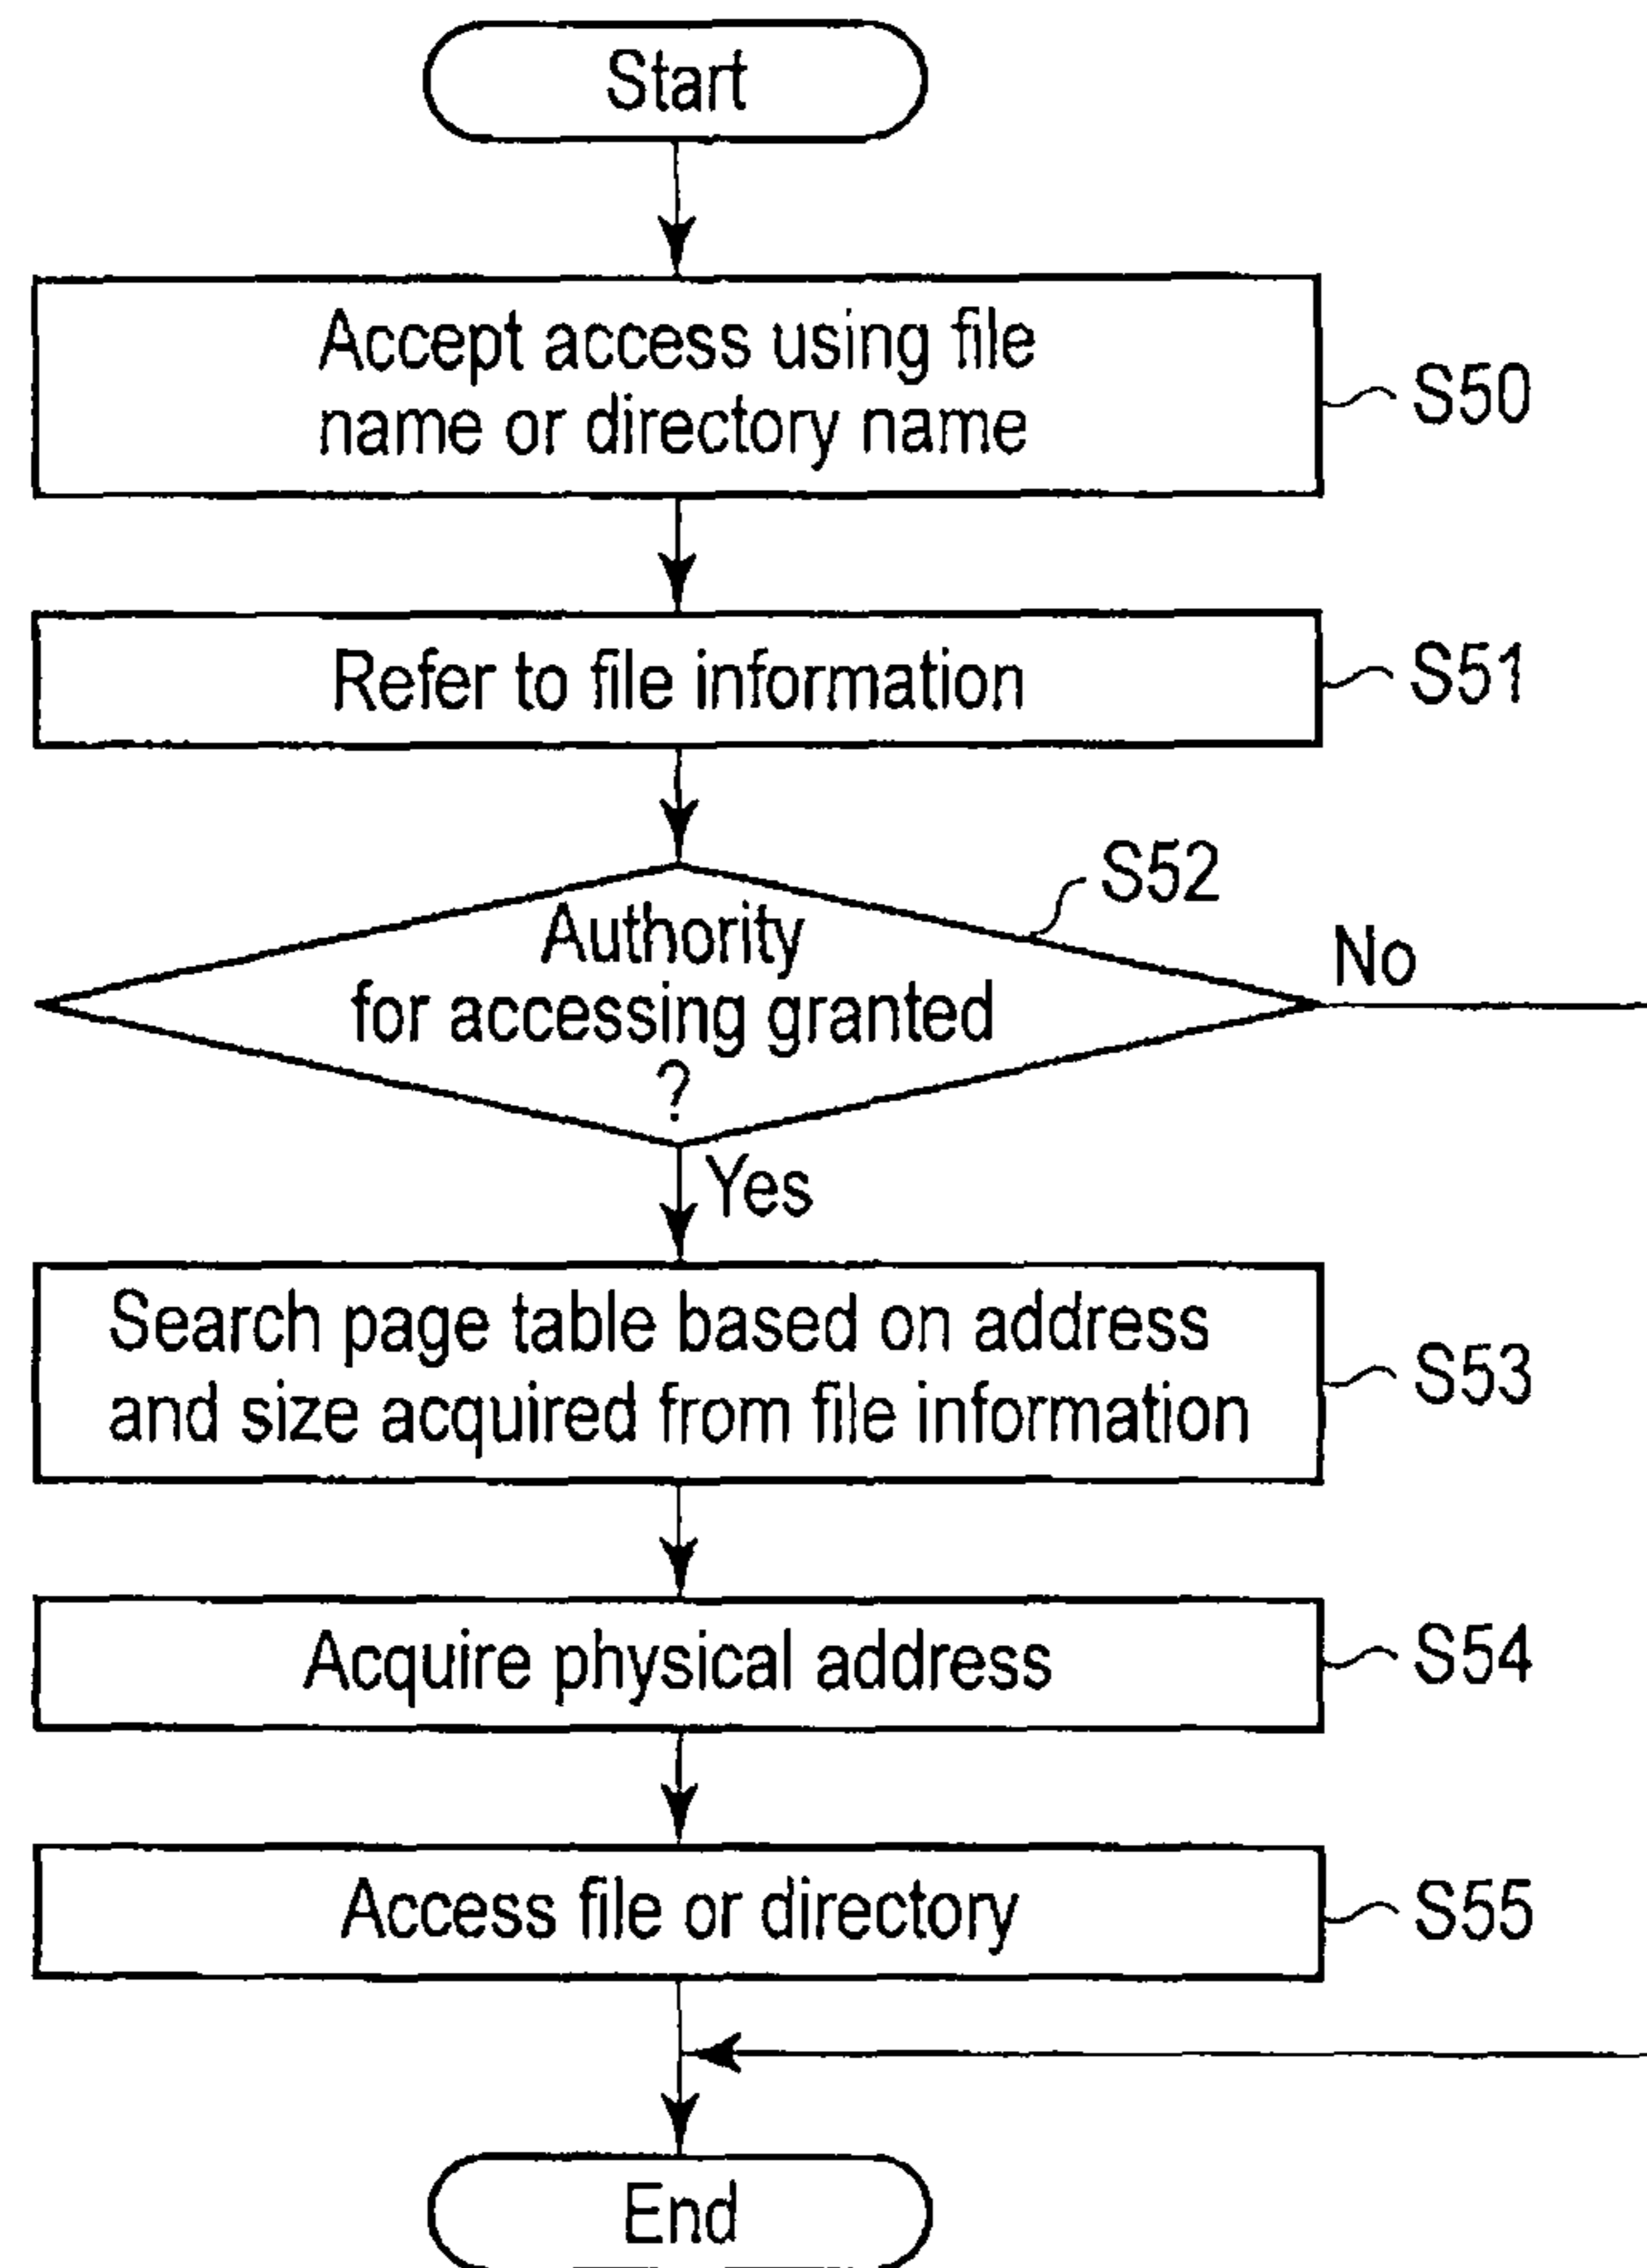 Start
Accept access using file
name or directory name
S50
Refer to file information
S51
S52
Authority
for accessing granted
?
No
Yes
Search page table based on address
and size acquired from file information
S53
Acquire physical address
S54
Access file or directory
S55
End